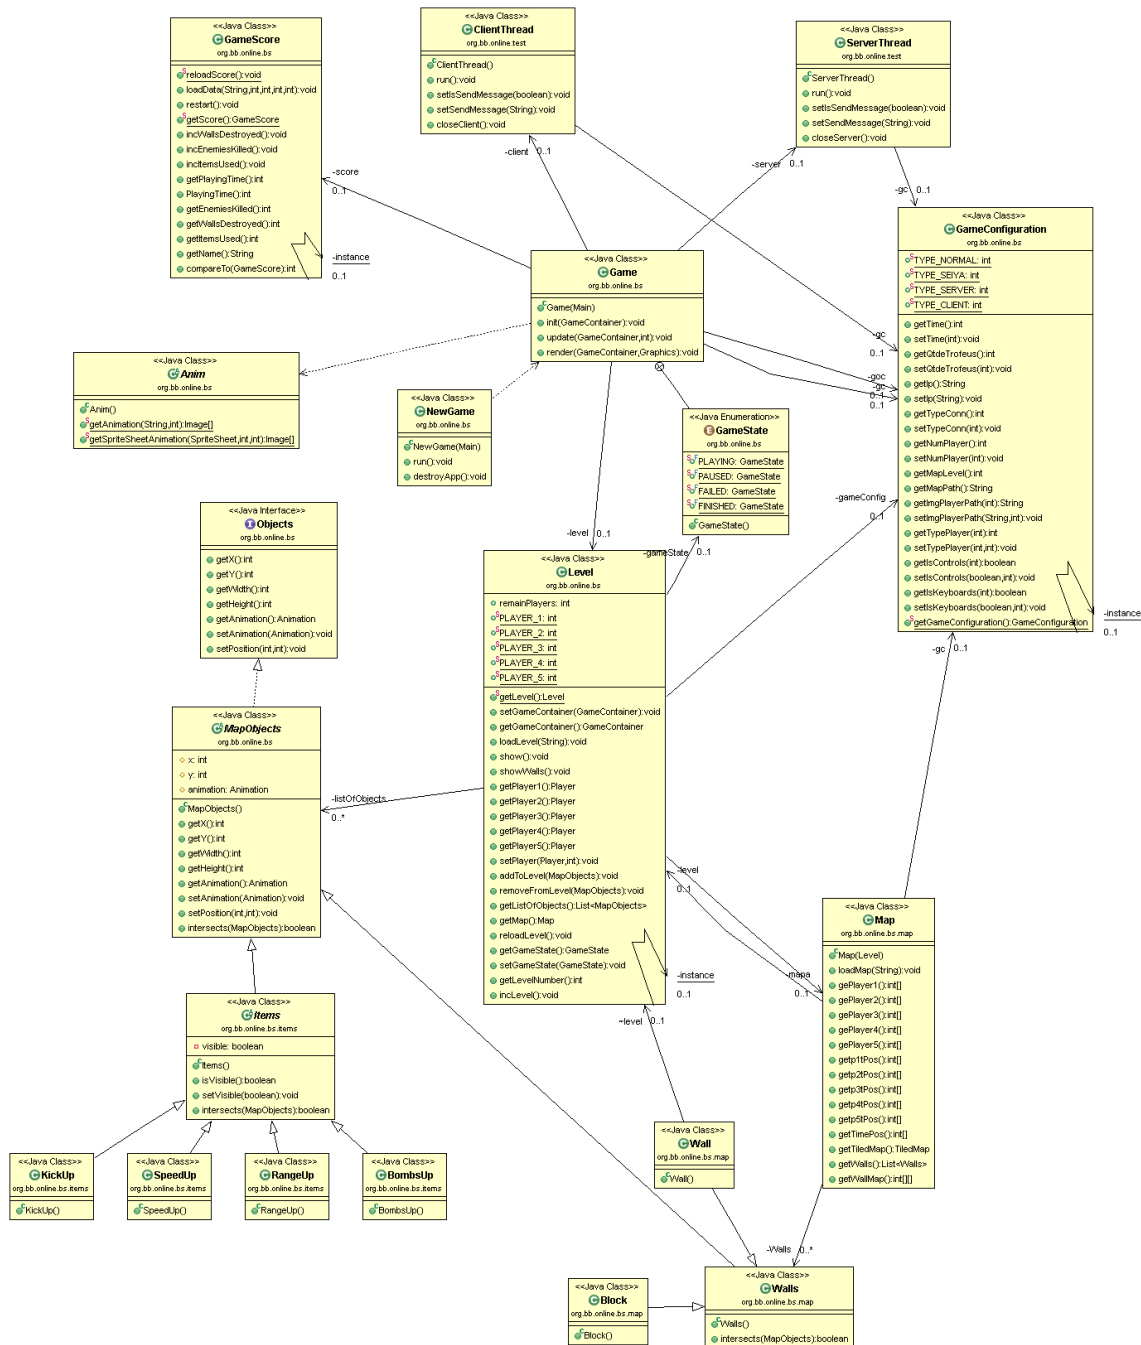 <<Java Class>>
GameScore
org.bb.online.bs
reloadScore():void
loadData(String,int,int,int,int):void
restart():void
getScore():GameScore
incWallsDestroyed():void
incEnemiesKilled():void
incItemsUsed():void
getPlayingTime():int
PlayingTime():int
getEnemiesKilled():int
getWallsDestroyed():int
getItemsUsed():int
getName():String
compareTo(GameScore):int
-instance
0..1
-score
0..1
<<Java Class>>
ClientThread
org.bb.online.test
ClientThread()
run():void
setIsSendMessage(boolean):void
setSendMessage(String):void
closeClient():void
-client 0..1
<<Java Class>>
ServerThread
org.bb.online.test
ServerThread()
run():void
setIsSendMessage(boolean):void
setSendMessage(String):void
closeServer():void
-server 0..1
-gc 0..1
<<Java Class>>
GameConfiguration
org.bb.online.bs
TYPE_NORMAL: int
TYPE_SEIYA: int
TYPE_SERVER: int
TYPE_CLIENT: int
getTime():int
setTime(int):void
getQtdeTrofeus():int
setQtdeTrofeus(int):void
getIp():String
setIp(String):void
getTypeConn():int
setTypeConn(int):void
getNumPlayer():int
setNumPlayer(int):void
getMapLevel():int
getMapPath():String
getImgPlayerPath(int):String
setImgPlayerPath(String,int):void
getTypePlayer(int):int
setTypePlayer(int,int):void
getIsControls(int):boolean
setIsControls(boolean,int):void
getIsKeyboards(int):boolean
setIsKeyboards(boolean,int):void
getGameConfiguration():GameConfiguration
-instance
0..1
<<Java Class>>
Game
org.bb.online.bs
Game(Main)
init(GameContainer):void
update(GameContainer,int):void
render(GameContainer,Graphics):void
-gc
0..1
-goc
-gc
0..1
0..1
<<Java Class>>
Anim
org.bb.online.bs
Anim()
getAnimation(String,int):Image[]
getSpriteSheetAnimation(SpriteSheet,int,int):Image[]
<<Java Class>>
NewGame
org.bb.online.bs
NewGame(Main)
run():void
destroyApp():void
<<Java Enumeration>>
GameState
org.bb.online.bs
PLAYING: GameState
PAUSED: GameState
FAILED: GameState
FINISHED: GameState
GameState()
-level 0..1
-gameState 0..1
-gameConfig
0..1
<<Java Interface>>
Objects
org.bb.online.bs
getX():int
getY():int
getWidth():int
getHeight():int
getAnimation():Animation
setAnimation(Animation):void
setPosition(int,int):void
<<Java Class>>
Level
org.bb.online.bs
remainPlayers: int
PLAYER_1: int
PLAYER_2: int
PLAYER_3: int
PLAYER_4: int
PLAYER_5: int
getLevel():Level
setGameContainer(GameContainer):void
getGameContainer():GameContainer
loadLevel(String):void
show():void
showWalls():void
getPlayer1():Player
getPlayer2():Player
getPlayer3():Player
getPlayer4():Player
getPlayer5():Player
setPlayer(Player,int):void
addToLevel(MapObjects):void
removeFromLevel(MapObjects):void
getListOfObjects():List<MapObjects>
getMap():Map
reloadLevel():void
getGameState():GameState
setGameState(GameState):void
getLevelNumber():int
incLevel():void
-instance
0..1
-gc 0..1
<<Java Class>>
MapObjects
org.bb.online.bs
x: int
y: int
animation: Animation
MapObjects()
getX():int
getY():int
getWidth():int
getHeight():int
getAnimation():Animation
setAnimation(Animation):void
setPosition(int,int):void
intersects(MapObjects):boolean
-listOfObjects
0..*
-level
0..1
-mapa
0..1
~level 0..1
<<Java Class>>
Map
org.bb.online.bs.map
Map(Level)
loadMap(String):void
gePlayer1():int[]
gePlayer2():int[]
gePlayer3():int[]
gePlayer4():int[]
gePlayer5():int[]
getp1tPos():int[]
getp2tPos():int[]
getp3tPos():int[]
getp4tPos():int[]
getp5tPos():int[]
getTimePos():int[]
getTiledMap():TiledMap
getWalls():List<Walls>
getWallMap():int[][]
<<Java Class>>
Items
org.bb.online.bs.items
visible: boolean
Items()
isVisible():boolean
setVisible(boolean):void
intersects(MapObjects):boolean
<<Java Class>>
KickUp
org.bb.online.bs.items
KickUp()
<<Java Class>>
SpeedUp
org.bb.online.bs.items
SpeedUp()
<<Java Class>>
RangeUp
org.bb.online.bs.items
RangeUp()
<<Java Class>>
BombsUp
org.bb.online.bs.items
BombsUp()
<<Java Class>>
Wall
org.bb.online.bs.map
Wall()
-Walls 0..*
<<Java Class>>
Block
org.bb.online.bs.map
Block()
<<Java Class>>
Walls
org.bb.online.bs.map
Walls()
intersects(MapObjects):boolean